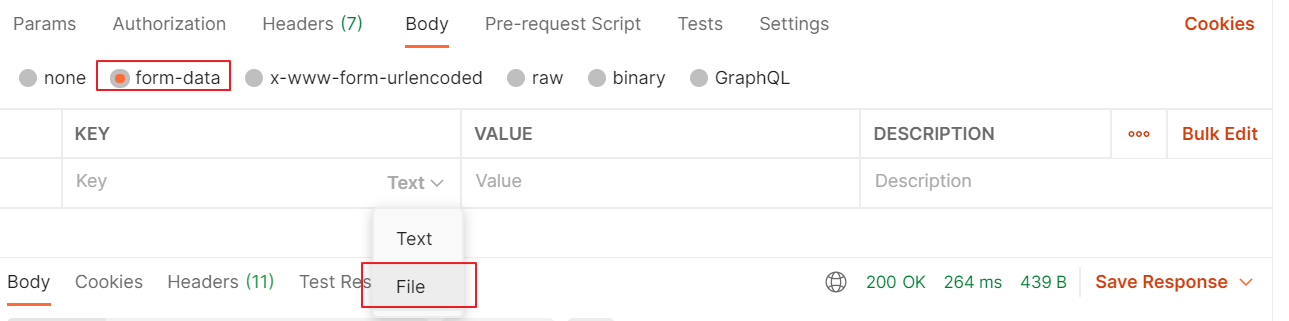 Params Authorization Headers (7) Body Pre-request Script Tests Settings Cookies
none form-data x-www-form-urlencoded raw binary GraphQL
KEY VALUE DESCRIPTION ooo Bulk Edit
Key Text Value Description
Text
Body Cookies Headers (11) Test Res 200 OK 264 ms 439 B Save Response
File